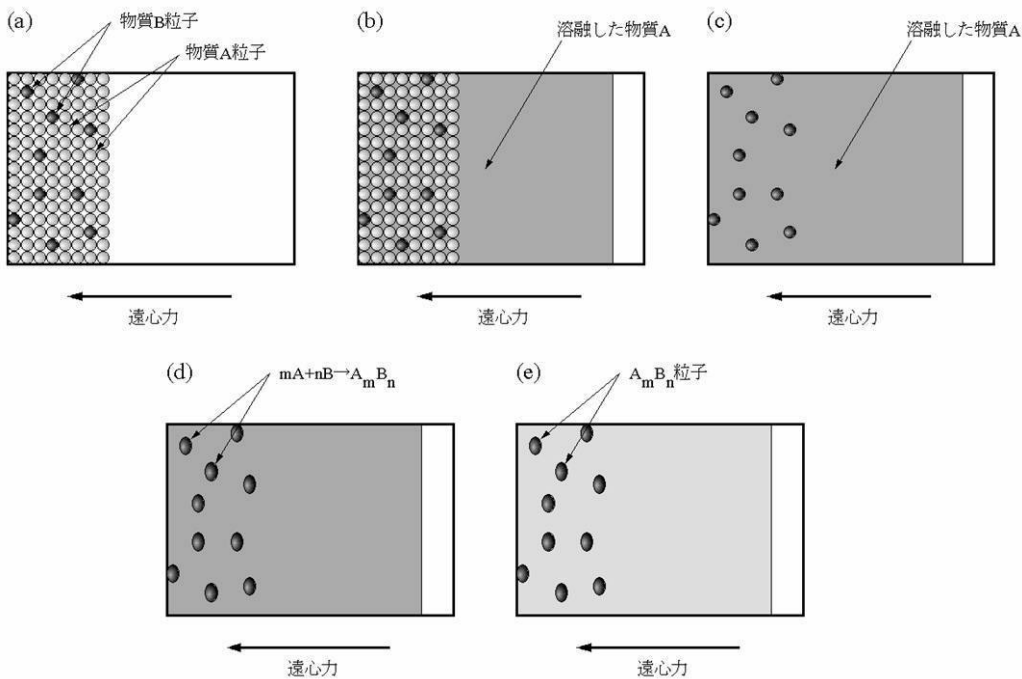 (a)
物質B粒子
物質A粒子
遠心力
(b)
溶融した物質A
遠心力
(c)
溶融した物質A
遠心力
(d)
mA+nB→AmBn
遠心力
(e)
AmBn粒子
遠心力